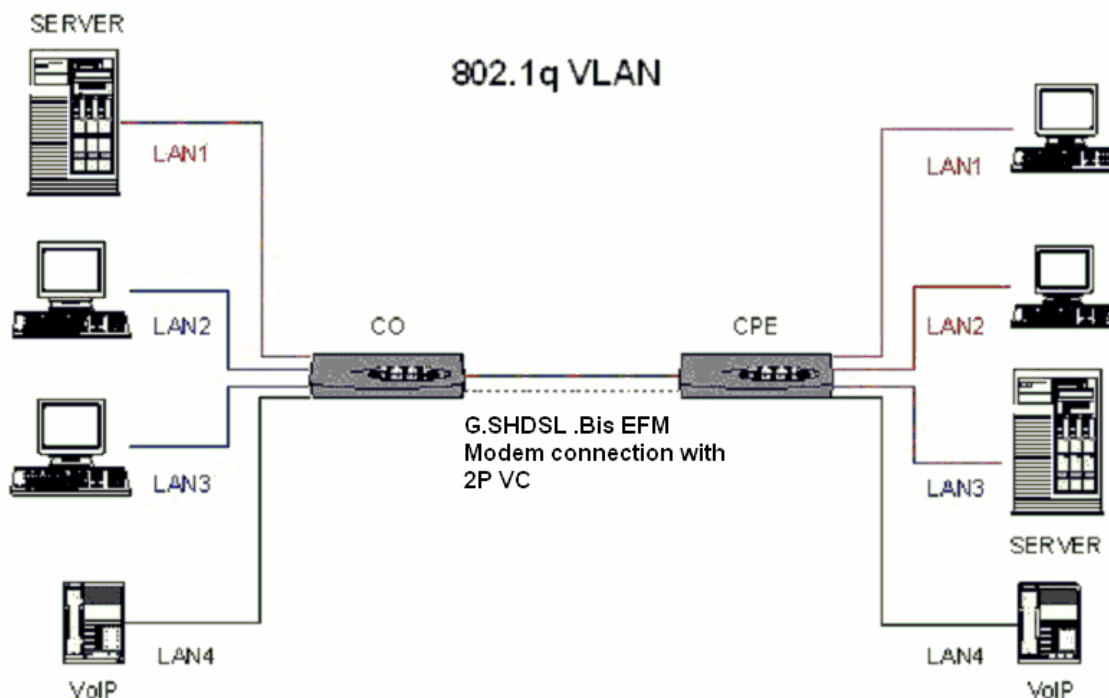 SERVER
802.1q VLAN
LAN1
LAN1
LAN2
LAN2
CO
CPE
G.SHDSL .Bis EFM
Modem connection with
2P VC
LAN3
LAN3
SERVER
LAN4
LAN4
VoIP
VoIP